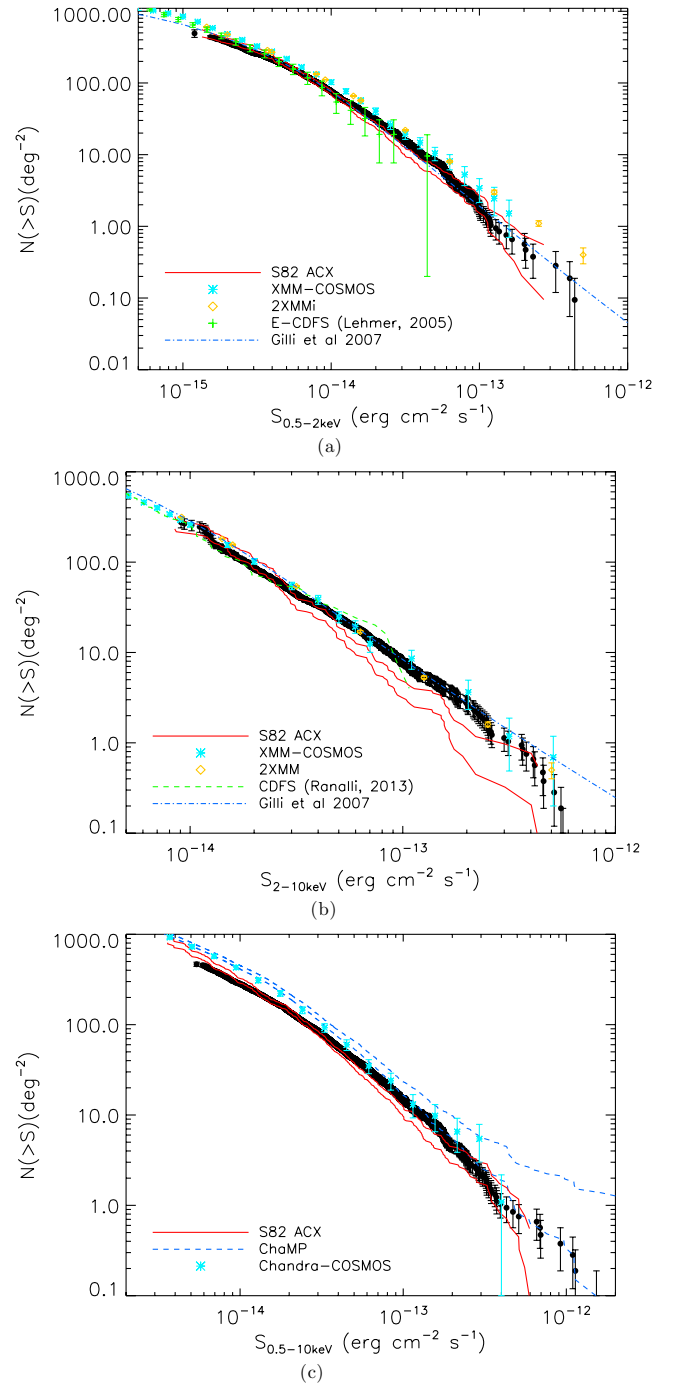 1000.00
100.00
10.00
1.00
0.10
0.01
N(>S)(deg⁻²)
S82 ACX
XMM−COSMOS
2XMMi
E−CDFS (Lehmer, 2005)
Gilli et al 2007
10⁻¹⁵ 10⁻¹⁴ 10⁻¹³ 10⁻¹²
S₀.₅₋₂ₖₑᵥ (erg cm⁻² s⁻¹)
(a)
1000.0
100.0
10.0
1.0
0.1
N(>S)(deg⁻²)
S82 ACX
XMM−COSMOS
2XMM
CDFS (Ranalli, 2013)
Gilli et al 2007
10⁻¹⁴ 10⁻¹³ 10⁻¹²
S₂₋₁₀ₖₑᵥ (erg cm⁻² s⁻¹)
(b)
1000.0
100.0
10.0
1.0
0.1
N(>S)(deg⁻²)
S82 ACX
ChaMP
Chandra−COSMOS
10⁻¹⁴ 10⁻¹³ 10⁻¹²
S₀.₅₋₁₀ₖₑᵥ (erg cm⁻² s⁻¹)
(c)